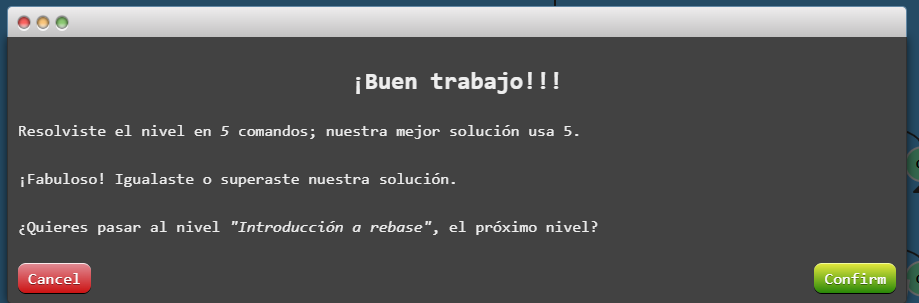 ¡Buen trabajo!!!
Resolviste el nivel en 5 comandos; nuestra mejor solución usa 5.
¡Fabuloso! Igualaste o superaste nuestra solución.
¿Quieres pasar al nivel "Introducción a rebase", el próximo nivel?
Cancel
Confirm